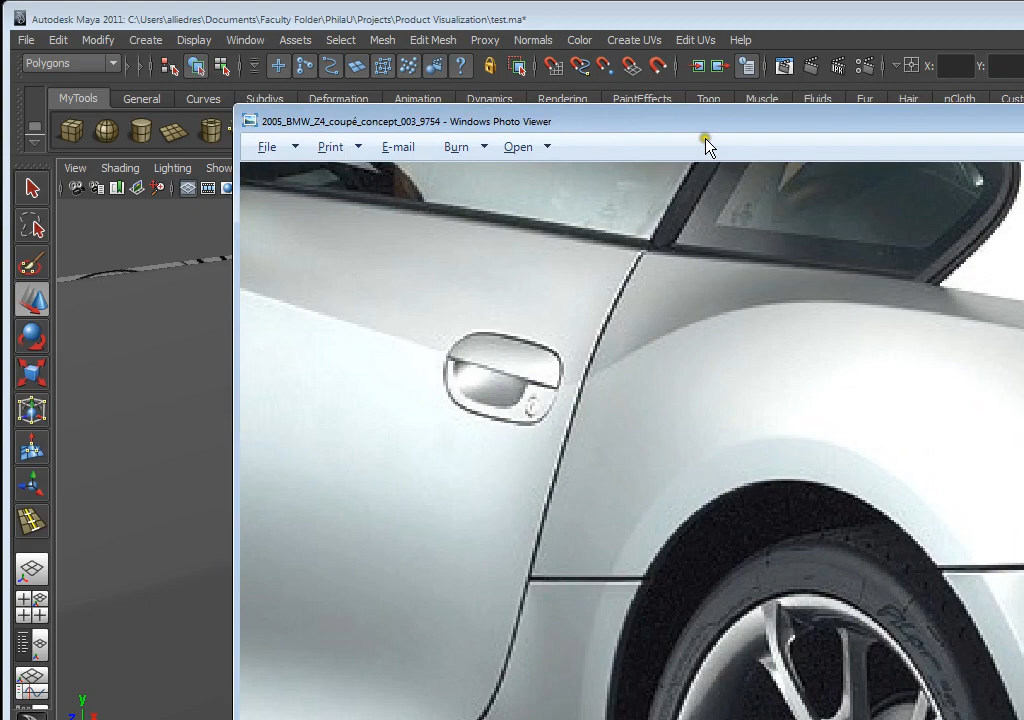 Autodesk Maya 2011: C:\Users\alliedres\Documents\Faculty Folder\PhilaU\Projects\Product Visualization\test.ma*
File Edit Modify Create Display Window Assets Select Mesh Edit Mesh Proxy Normals Color Create UVs Edit UVs Help
Polygons X: Y:
MyTools General Curves Subdivs Deformation Animation Dynamics Rendering PaintEffects Toon Muscle Fluids Fur Hair nCloth Cust
2005_BMW_Z4_coupé_concept_003_9754 - Windows Photo Viewer
File Print E-mail Burn Open
View Shading Lighting Show
y
z x